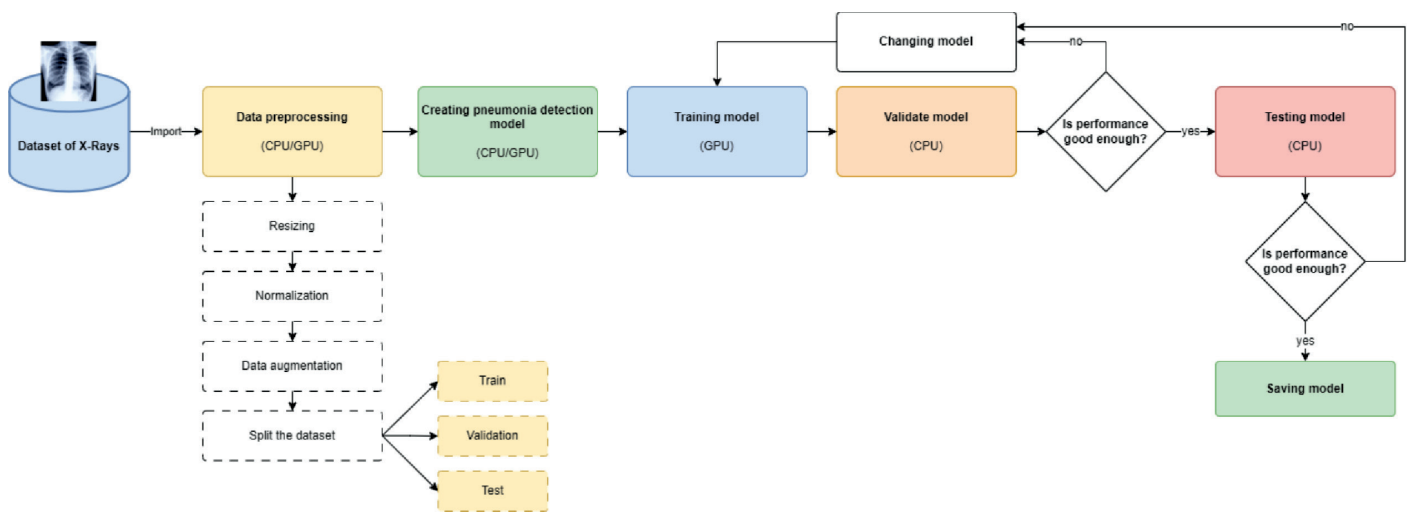 no
Changing model
no
Dataset of X-Rays
Import
Data preprocessing
(CPU/GPU)
Creating pneumonia detection
model
(CPU/GPU)
Training model
(GPU)
Validate model
(CPU)
Is performance
good enough?
yes
Testing model
(CPU)
Resizing
Is performance
good enough?
Normalization
yes
Data augmentation
Train
Saving model
Split the dataset
Validation
Test